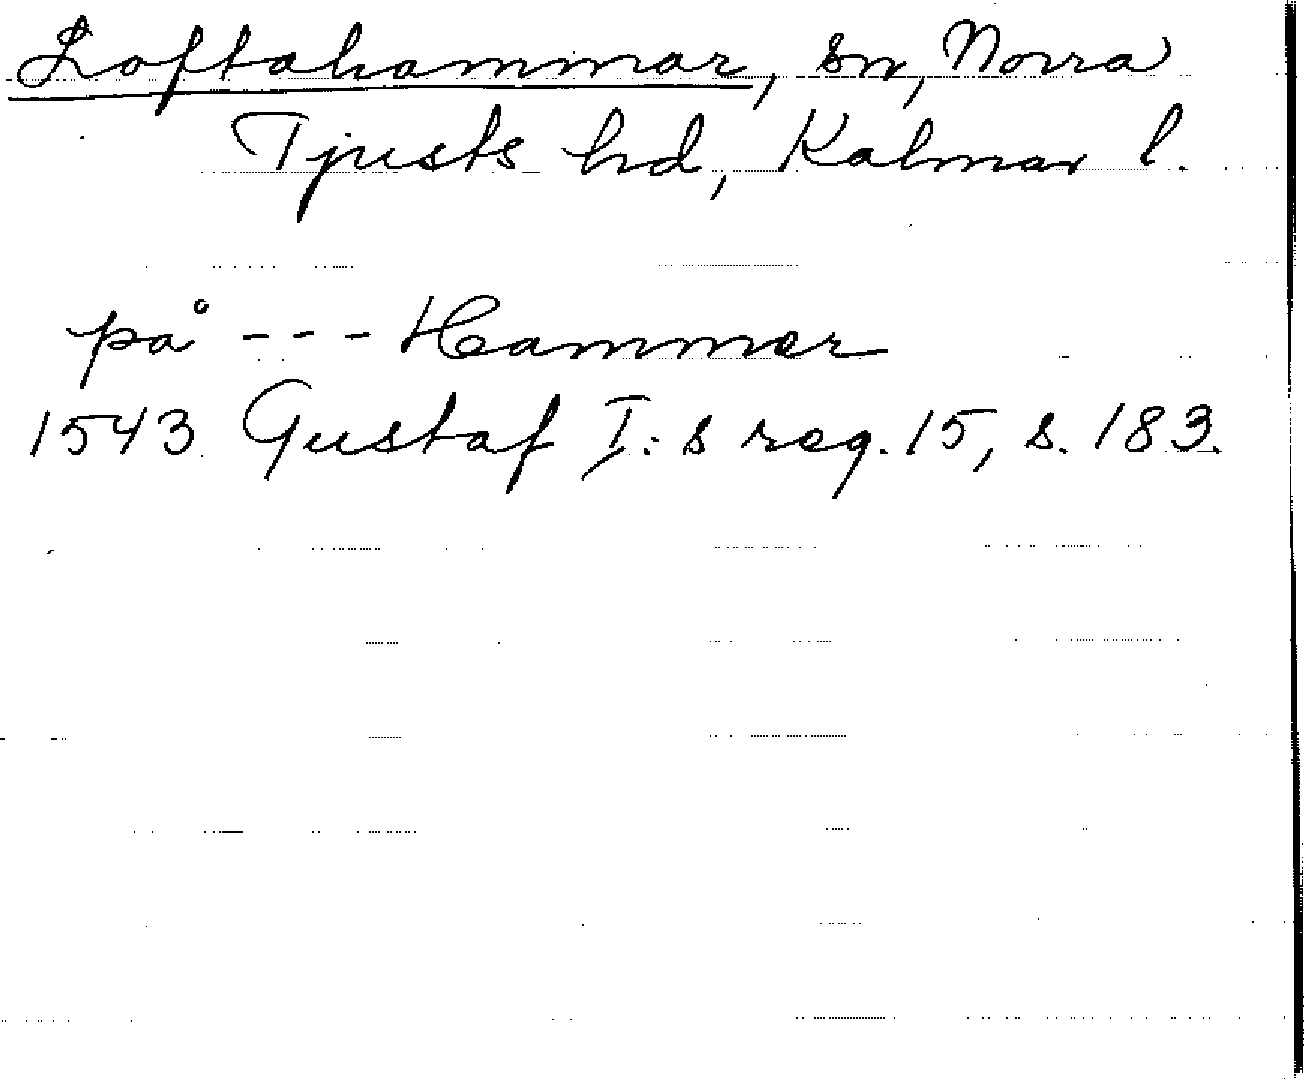 Loftahammar, sn, Norra
Tjusts hd, Kalmar l.
på --- Hammer
1543 Gustaf I:s reg. 15, s. 183.